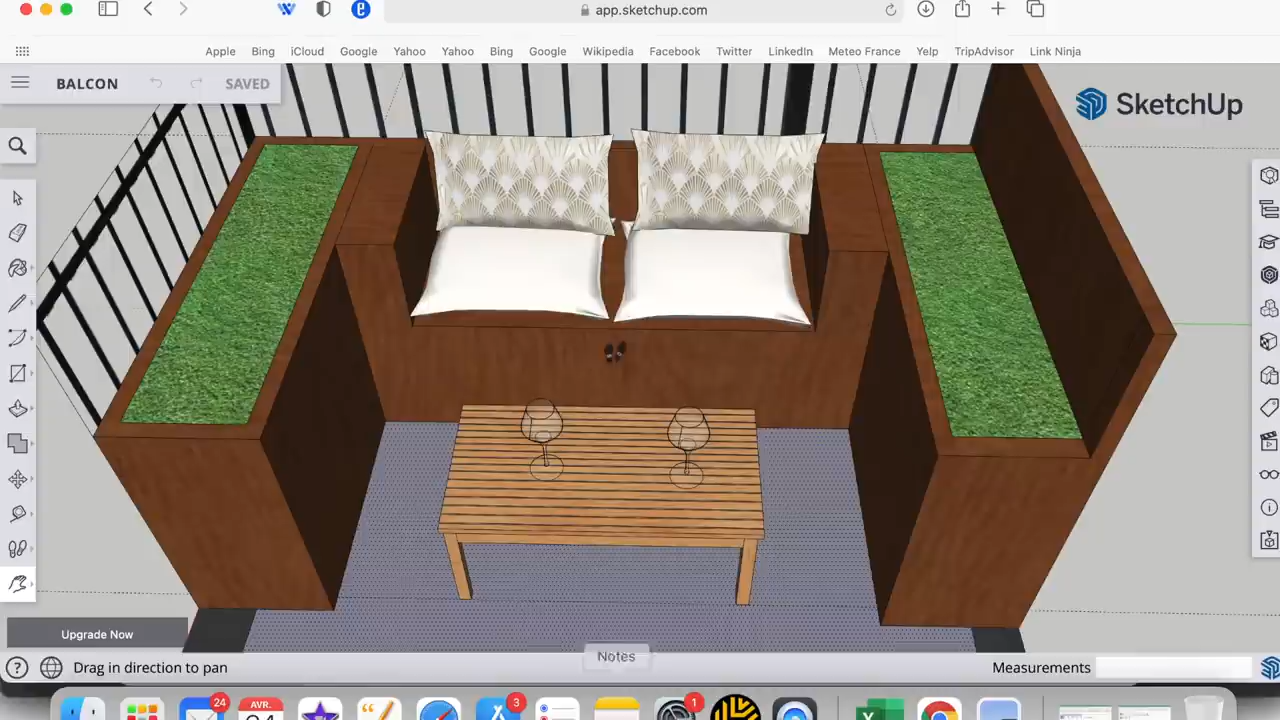 app.sketchup.com
Apple Bing iCloud Google Yahoo Yahoo Bing Google Wikipedia Facebook Twitter LinkedIn Meteo France Yelp TripAdvisor Link Ninja
BALCON SAVED
SketchUp
Upgrade Now
Notes
Drag in direction to pan
Measurements
24
AVR.
3
1